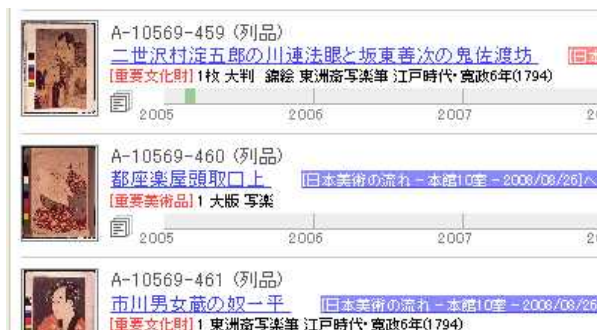 A-10569-459 (列品)
二世沢村淀五郎の川連法眼と坂東善次の鬼佐渡坊
[重要文化財] 1枚 大判 錦絵 東洲斎写楽筆 江戸時代・寛政6年(1794)
2005 2006 2007
A-10569-460 (列品)
都座楽屋頭取口上 [日本美術の流れ - 本館10室 - 2008/08/26]へ
[重要美術品] 1 大版 写楽
2005 2006 2007
A-10569-461 (列品)
市川男女蔵の奴一平 [日本美術の流れ - 本館10室 - 2008/08/26
[重要文化財] 1 東洲斎写楽筆 江戸時代・寛政6年(1794)